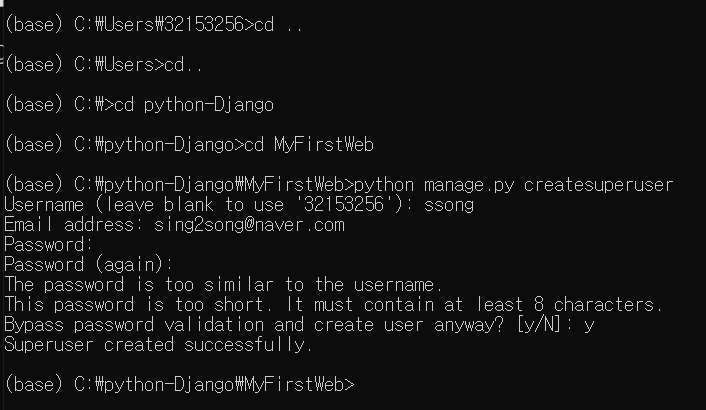 (base) C:₩Users₩32153256>cd ..
(base) C:₩Users>cd..
(base) C:₩>cd python-Django
(base) C:₩python-Django>cd MyFirstWeb
(base) C:₩python-Django₩MyFirstWeb>python manage.py createsuperuser
Username (leave blank to use '32153256'): ssong
Email address: sing2song@naver.com
Password:
Password (again):
The password is too similar to the username.
This password is too short. It must contain at least 8 characters.
Bypass password validation and create user anyway? [y/N]: y
Superuser created successfully.
(base) C:₩python-Django₩MyFirstWeb>